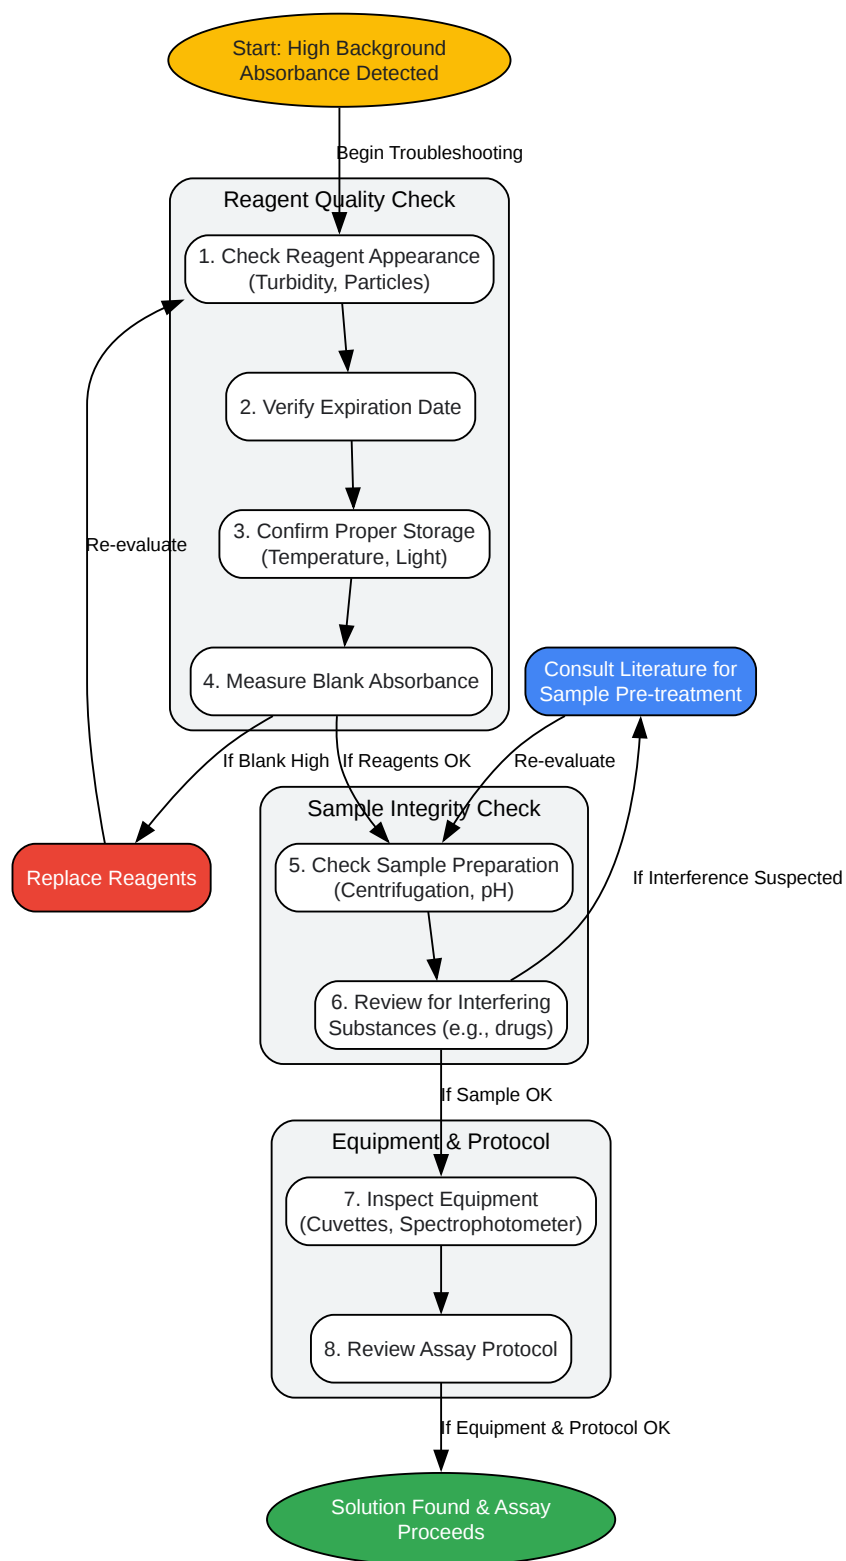 Start: High Background
Absorbance Detected
Begin Troubleshooting
Reagent Quality Check
1. Check Reagent Appearance
(Turbidity, Particles)
2. Verify Expiration Date
Re-evaluate
3. Confirm Proper Storage
(Temperature, Light)
4. Measure Blank Absorbance
Consult Literature for
Sample Pre-treatment
If Blank High
If Reagents OK
Re-evaluate
Sample Integrity Check
Replace Reagents
5. Check Sample Preparation
(Centrifugation, pH)
If Interference Suspected
6. Review for Interfering
Substances (e.g., drugs)
If Sample OK
Equipment & Protocol
7. Inspect Equipment
(Cuvettes, Spectrophotometer)
8. Review Assay Protocol
If Equipment & Protocol OK
Solution Found & Assay
Proceeds